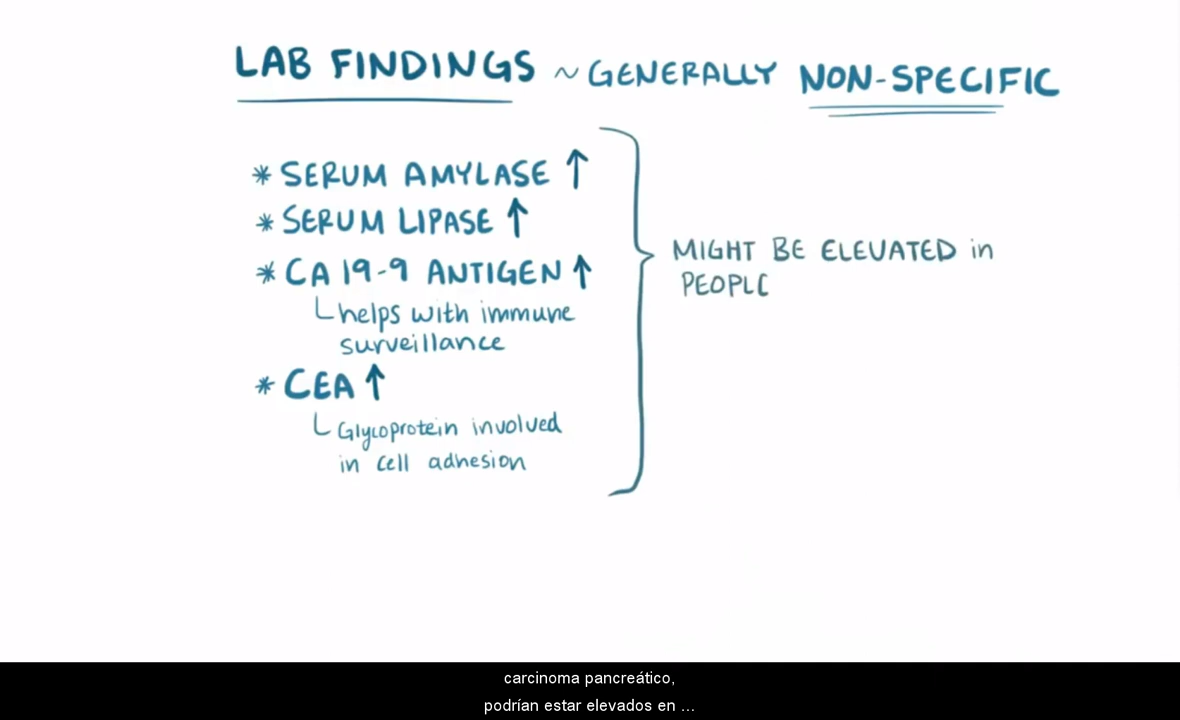 LAB FINDINGS ~ GENERALLY NON-SPECIFIC
* SERUM AMYLASE ↑
* SERUM LIPASE ↑
* CA 19-9 ANTIGEN ↑
helps with immune
surveillance
* CEA ↑
Glycoprotein involved
in cell adhesion
MIGHT BE ELEVATED in
PEOPL
carcinoma pancreático,
podrían estar elevados en ...